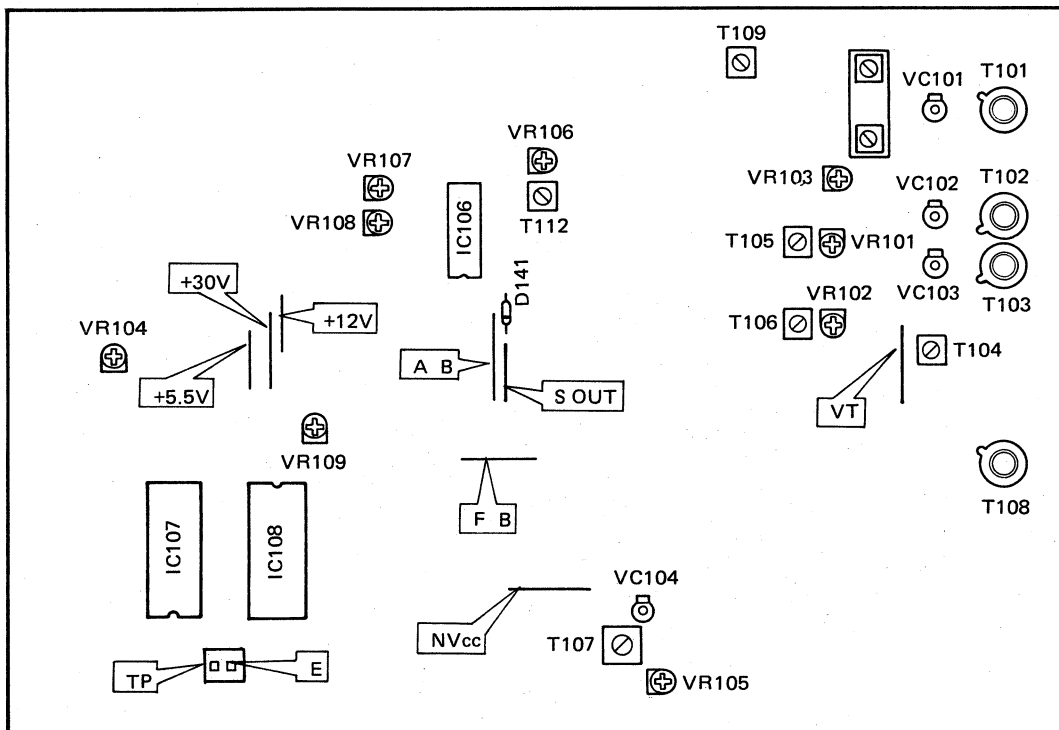 T109
VC101
T101
VR106
VR107
VR103
VC102
T102
VR108
IC106
T112
T105
VR101
D141
VC103
T103
+30V
VR102
VR104
+12V
T106
T104
A B
+5.5V
S OUT
VT
VR109
F B
T108
IC107
IC108
VC104
NVcc
T107
TP
E
VR105